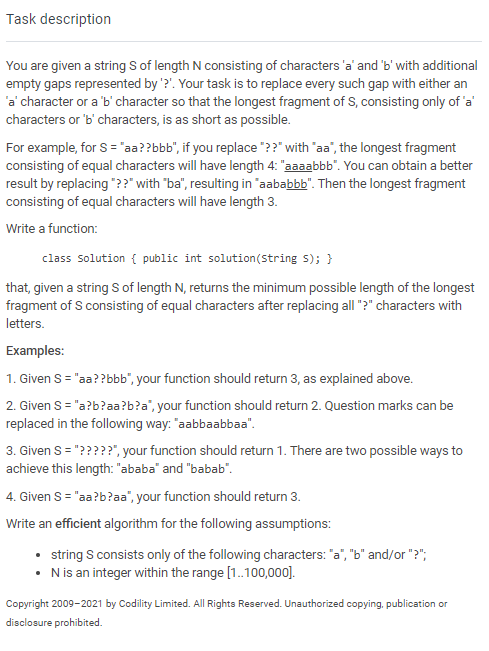 Task description
You are given a string S of length N consisting of characters 'a' and 'b' with additional
empty gaps represented by '?'. Your task is to replace every such gap with either an
'a' character or a 'b' character so that the longest fragment of S, consisting only of 'a'
characters or 'b' characters, is as short as possible.
For example, for S = "aa??bbb", if you replace "??" with "aa", the longest fragment
consisting of equal characters will have length 4: "aaaabbb". You can obtain a better
result by replacing "??" with "ba", resulting in "aababbb". Then the longest fragment
consisting of equal characters will have length 3.
Write a function:
class Solution { public int solution(String S); }
that, given a string S of length N, returns the minimum possible length of the longest
fragment of S consisting of equal characters after replacing all "?" characters with
letters.
Examples:
1. Given S = "aa??bbb", your function should return 3, as explained above.
2. Given S = "a?b?aa?b?a", your function should return 2. Question marks can be
replaced in the following way: "aabbaabbaa".
3. Given S = "?????", your function should return 1. There are two possible ways to
achieve this length: "ababa" and "babab".
4. Given S = "aa?b?aa", your function should return 3.
Write an efficient algorithm for the following assumptions:
• string S consists only of the following characters: "a", "b" and/or "?";
• N is an integer within the range [1..100,000].
Copyright 2009–2021 by Codility Limited. All Rights Reserved. Unauthorized copying, publication or
disclosure prohibited.